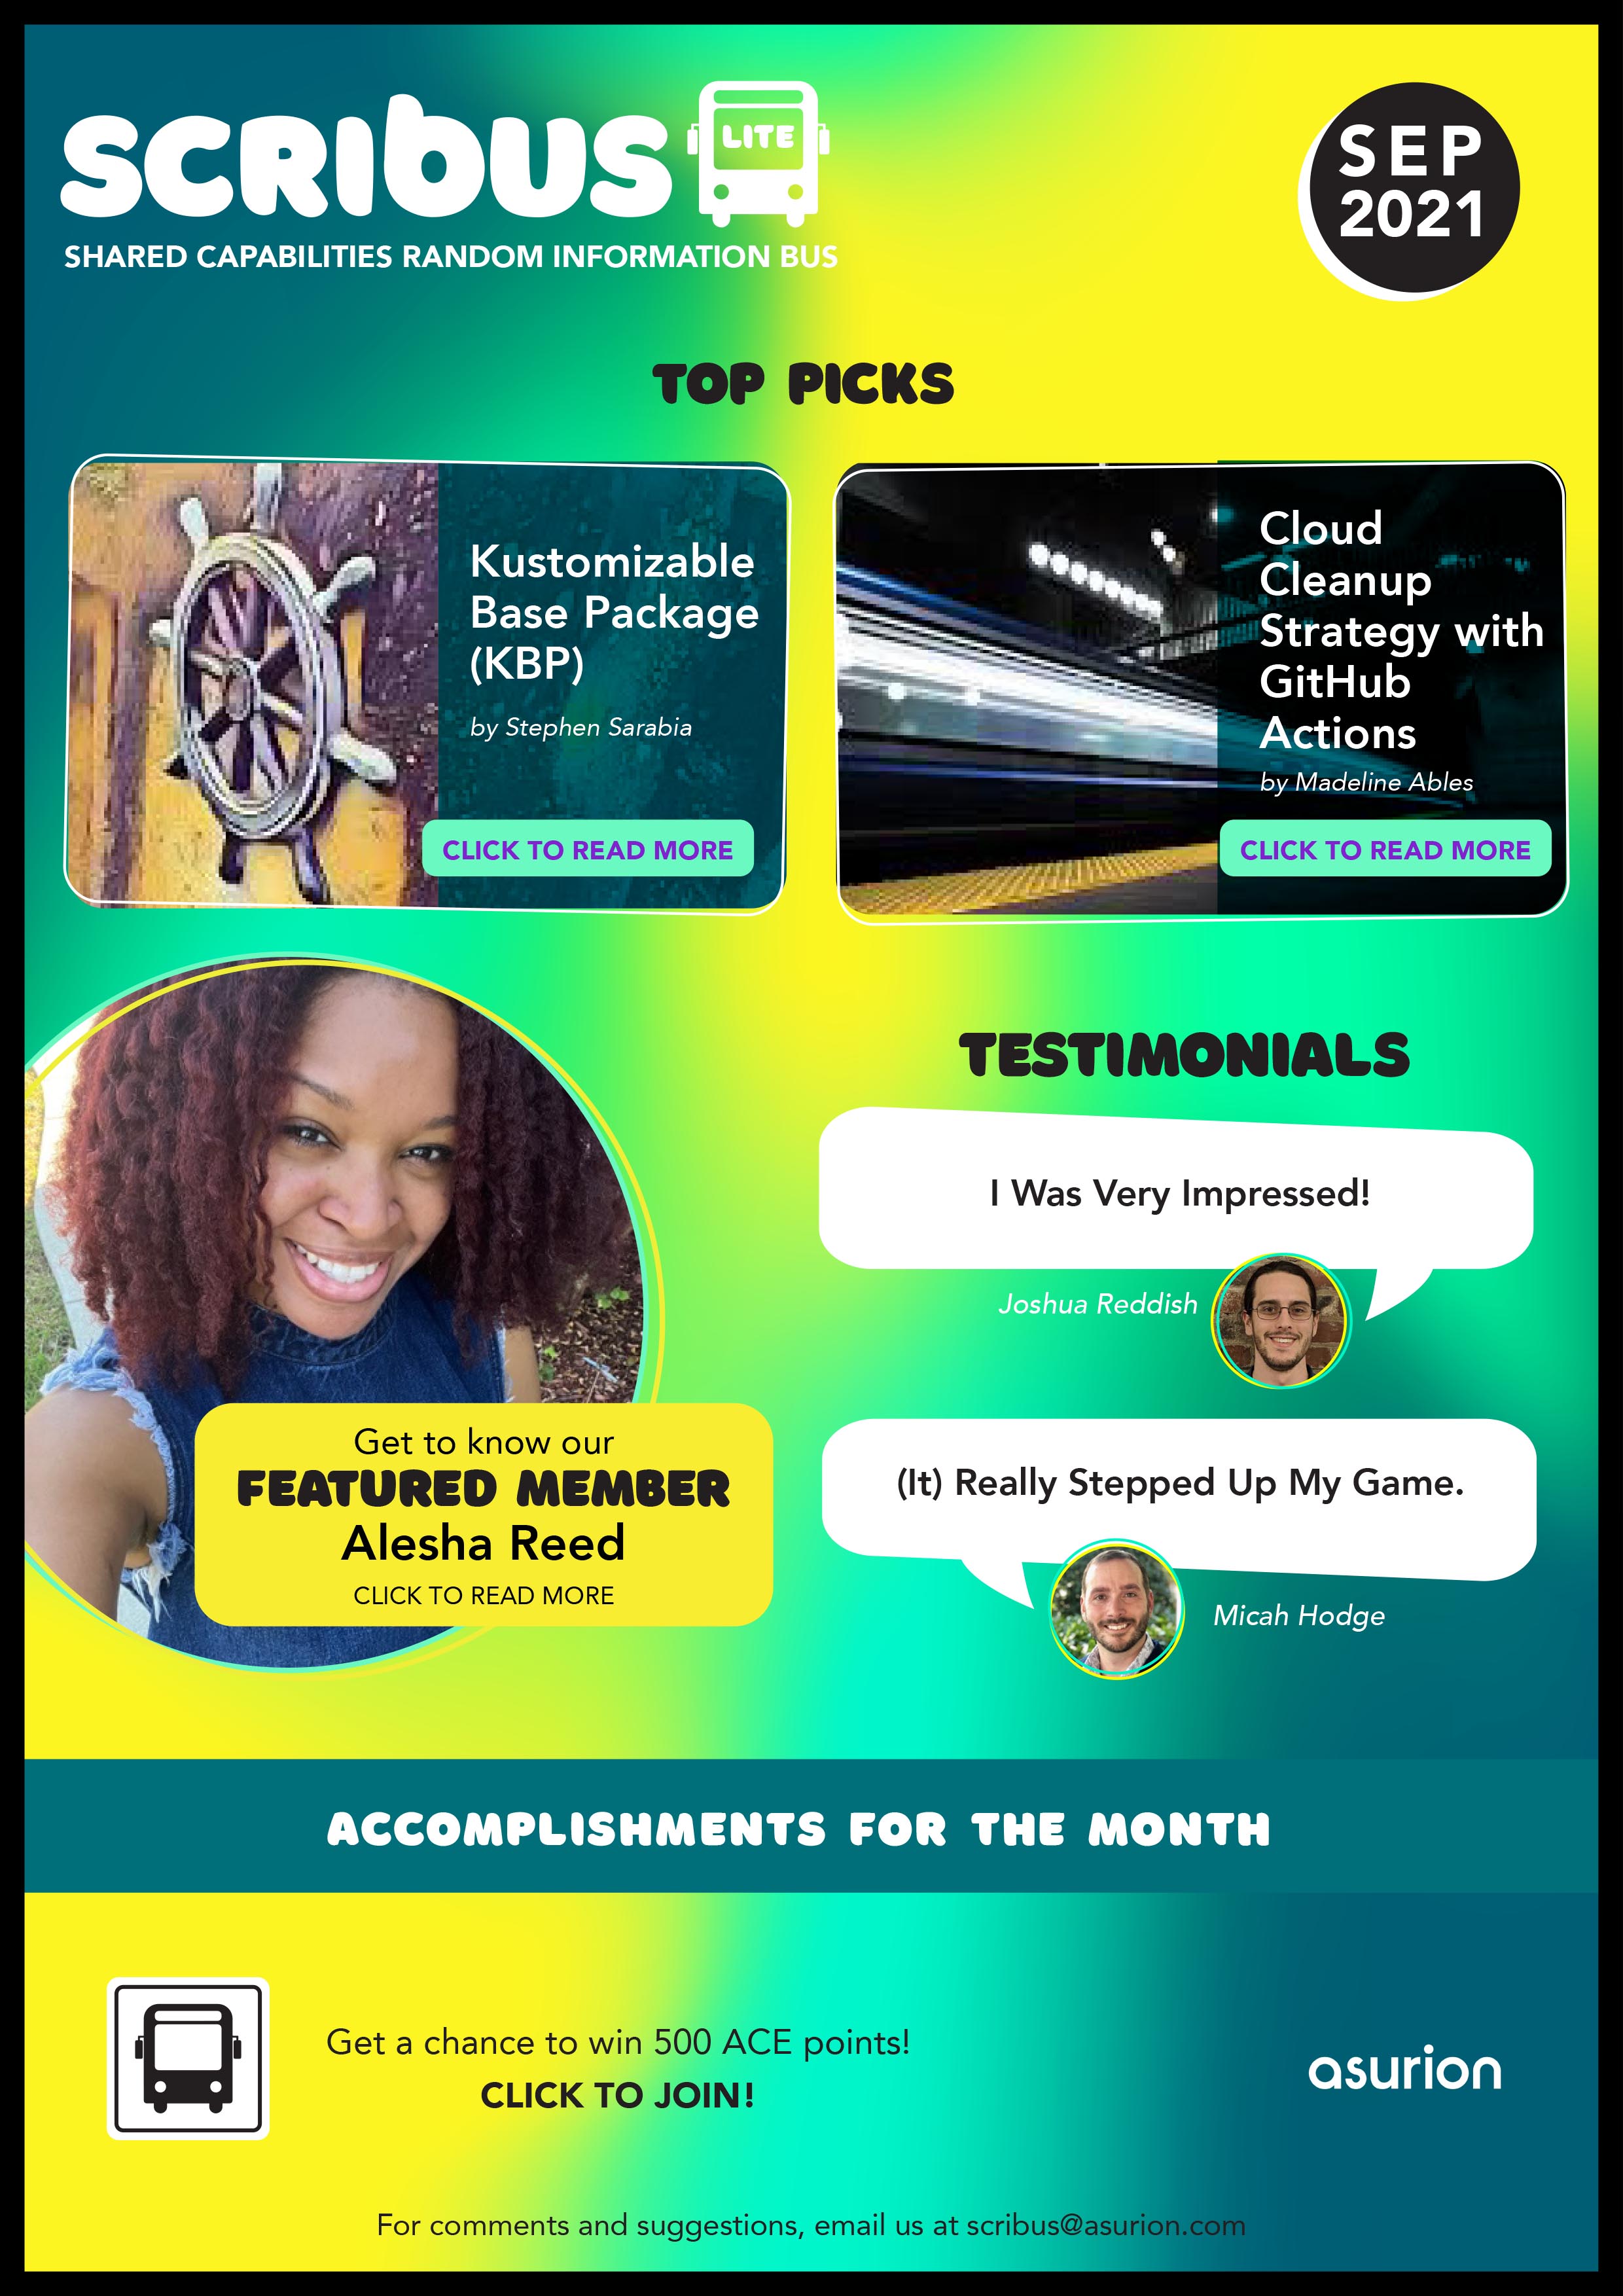 SCRIbUS
LITE
SHARED CAPABILITIES RANDOM INFORMATION BUS
SEP
2021
TOP PICKS
Kustomizable
Base Package
(KBP)
by Stephen Sarabia
CLICK TO READ MORE
Cloud
Cleanup
Strategy with
GitHub
Actions
by Madeline Ables
CLICK TO READ MORE
Get to know our
FEATURED MEMBER
Alesha Reed
CLICK TO READ MORE
TESTIMONIALS
I Was Very Impressed!
Joshua Reddish
(It) Really Stepped Up My Game.
Micah Hodge
ACCOMPLISHMENTS FOR THE MONTH
Get a chance to win 500 ACE points!
CLICK TO JOIN!
asurion
For comments and suggestions, email us at scribus@asurion.com